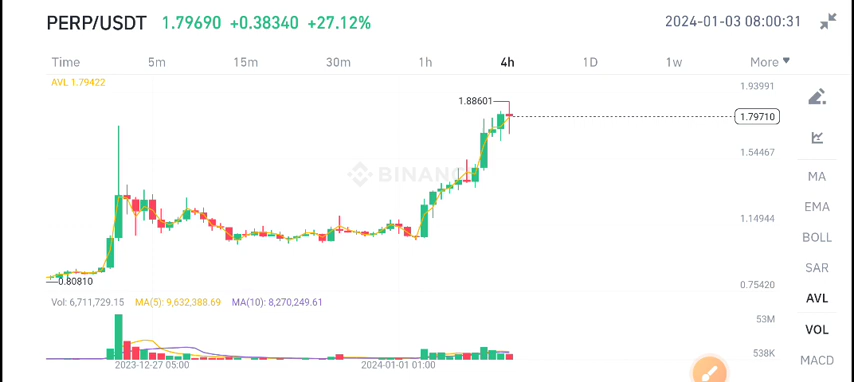 PERP/USDT 1.79690 +0.38340 +27.12% 2024-01-03 08:00:31
Time 5m 15m 30m 1h 4h 1D 1w More
AVL 1.79422
1.93991
1.88601
1.79710
1.54467
BINANC
MA
EMA
1.14944
BOLL
SAR
0.80810
0.75420
AVL
Vol: 6,711,729.15 MA(5): 9,632,388.69 MA(10): 8,270,249.61
53M
VOL
538K
MACD
2023-12-27 05:00 2024-01-01 01:00